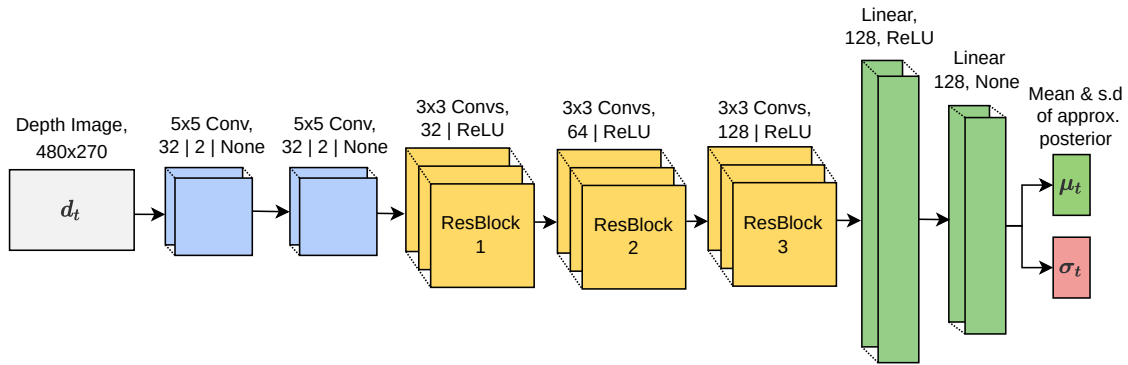 Depth Image,
480x270
d_t
5x5 Conv,
32 | 2 | None
5x5 Conv,
32 | 2 | None
3x3 Convs,
32 | ReLU
ResBlock
1
3x3 Convs,
64 | ReLU
ResBlock
2
3x3 Convs,
128 | ReLU
ResBlock
3
Linear,
128, ReLU
Linear
128, None
Mean & s.d
of approx.
posterior
μ_t
σ_t